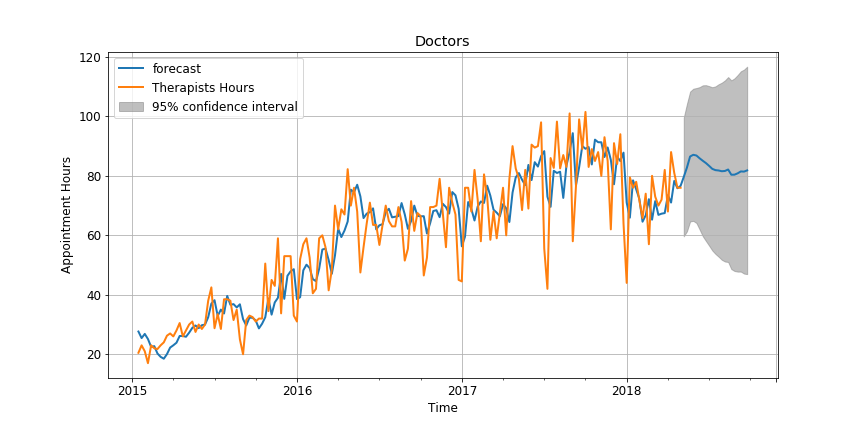 Doctors
120
100
80
60
40
20
Appointment Hours
forecast
Therapists Hours
95% confidence interval
2015
2016
2017
2018
Time